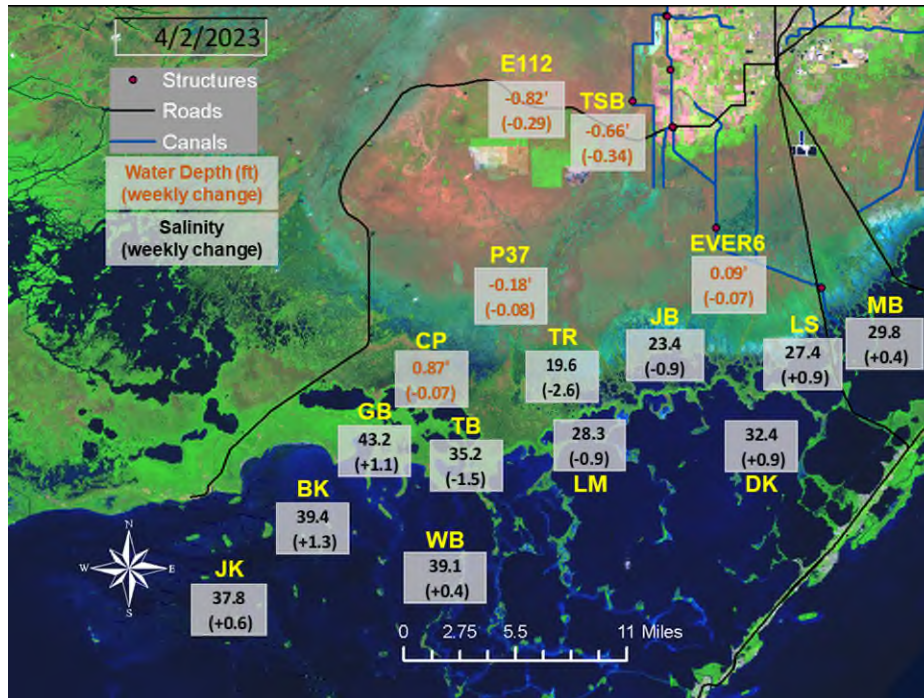 4/2/2023
Structures
Roads
Canals
Water Depth (ft)
(weekly change)
Salinity
(weekly change)
E112
-0.82'
(-0.29)
TSB
-0.66'
(-0.34)
P37
-0.18'
(-0.08)
EVER6
0.09'
(-0.07)
CP
0.87'
(-0.07)
TR
19.6
(-2.6)
JB
23.4
(-0.9)
LS
27.4
(+0.9)
MB
29.8
(+0.4)
GB
43.2
(+1.1)
TB
35.2
(-1.5)
28.3
(-0.9)
LM
32.4
(+0.9)
DK
BK
39.4
(+1.3)
WB
39.1
(+0.4)
JK
37.8
(+0.6)
N
W E
S
0 2.75 5.5 11 Miles